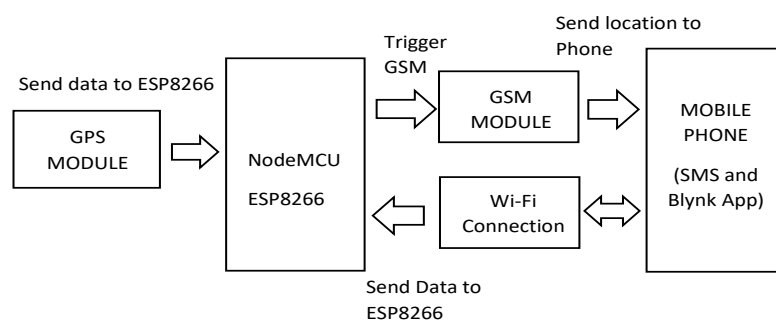 Send data to ESP8266
GPS
MODULE
NodeMCU
ESP8266
Trigger
GSM
GSM
MODULE
Send location to
Phone
MOBILE
PHONE
(SMS and
Blynk App)
Wi-Fi
Connection
Send Data to
ESP8266